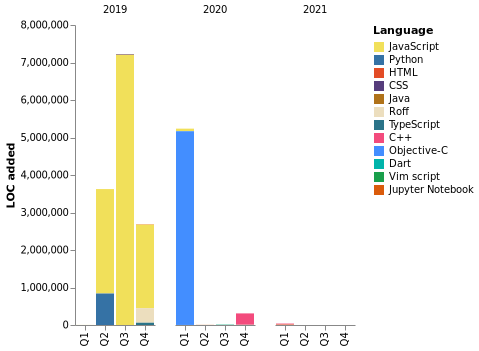 2019 2020 2021
8,000,000
7,000,000
6,000,000
5,000,000
4,000,000
3,000,000
2,000,000
1,000,000
0
LOC added
Q1 Q2 Q3 Q4 Q1 Q2 Q3 Q4 Q1 Q2 Q3 Q4
Language
JavaScript
Python
HTML
CSS
Java
Roff
TypeScript
C++
Objective-C
Dart
Vim script
Jupyter Notebook